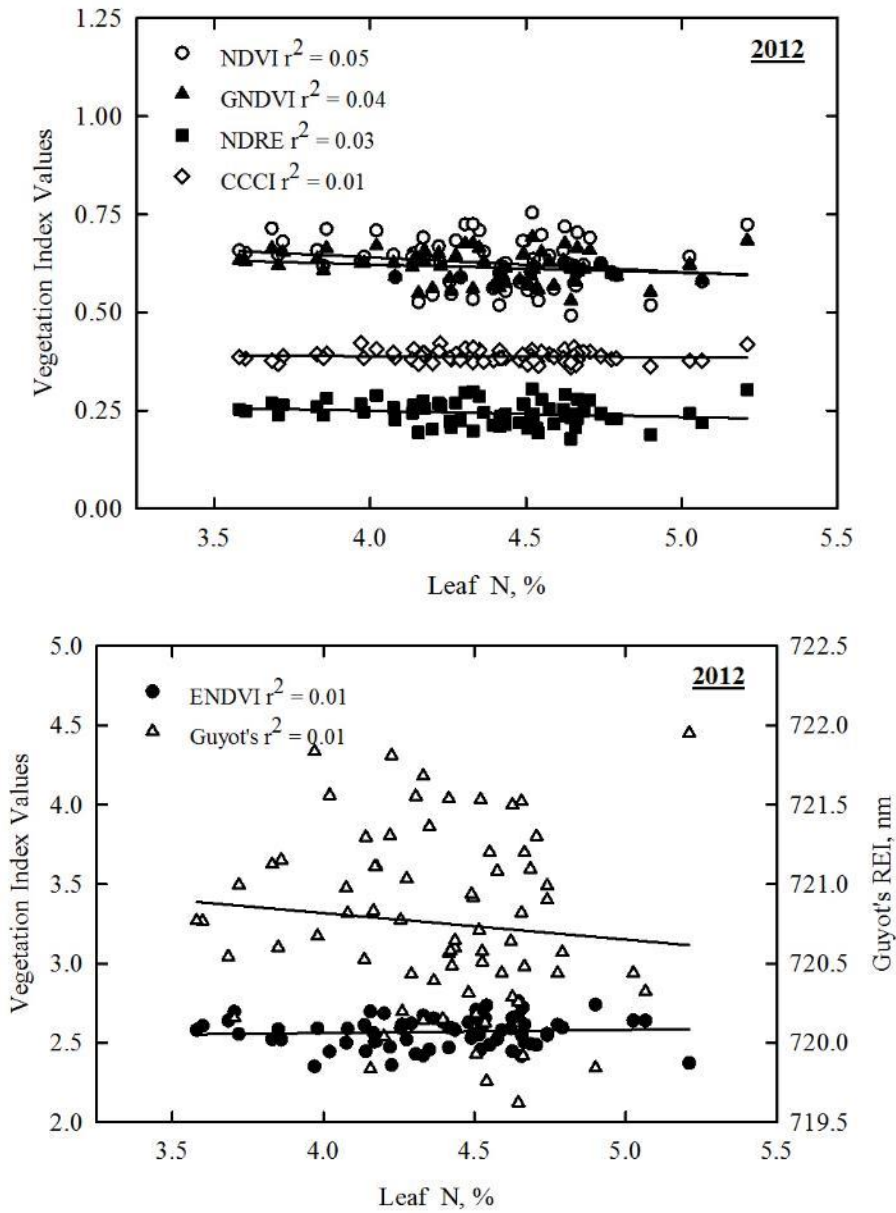 1.25
1.00
0.75
0.50
0.25
0.00
Vegetation Index Values
2012
NDVI r² = 0.05
GNDVI r² = 0.04
NDRE r² = 0.03
CCCI r² = 0.01
3.5 4.0 4.5 5.0 5.5
Leaf N, %
5.0
4.5
4.0
3.5
3.0
2.5
2.0
Vegetation Index Values
2012
ENDVI r² = 0.01
Guyot's r² = 0.01
722.5
722.0
721.5
721.0
720.5
720.0
719.5
Guyot's REI, nm
3.5 4.0 4.5 5.0 5.5
Leaf N, %